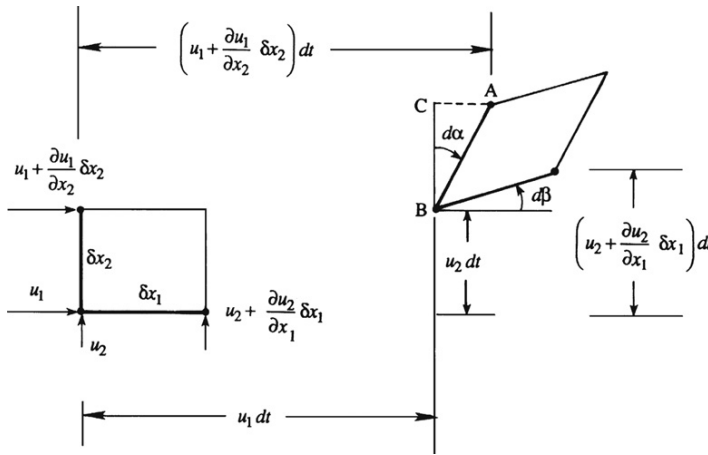 (u₁ + ∂u₁/∂x₂ δx₂) dt
A
C
dα
u₁ + ∂u₁/∂x₂ δx₂
B
dβ
δx₂
u₂ dt
(u₂ + ∂u₂/∂x₁ δx₁) d
u₁
δx₁
u₂ + ∂u₂/∂x₁ δx₁
u₂
u₁ dt